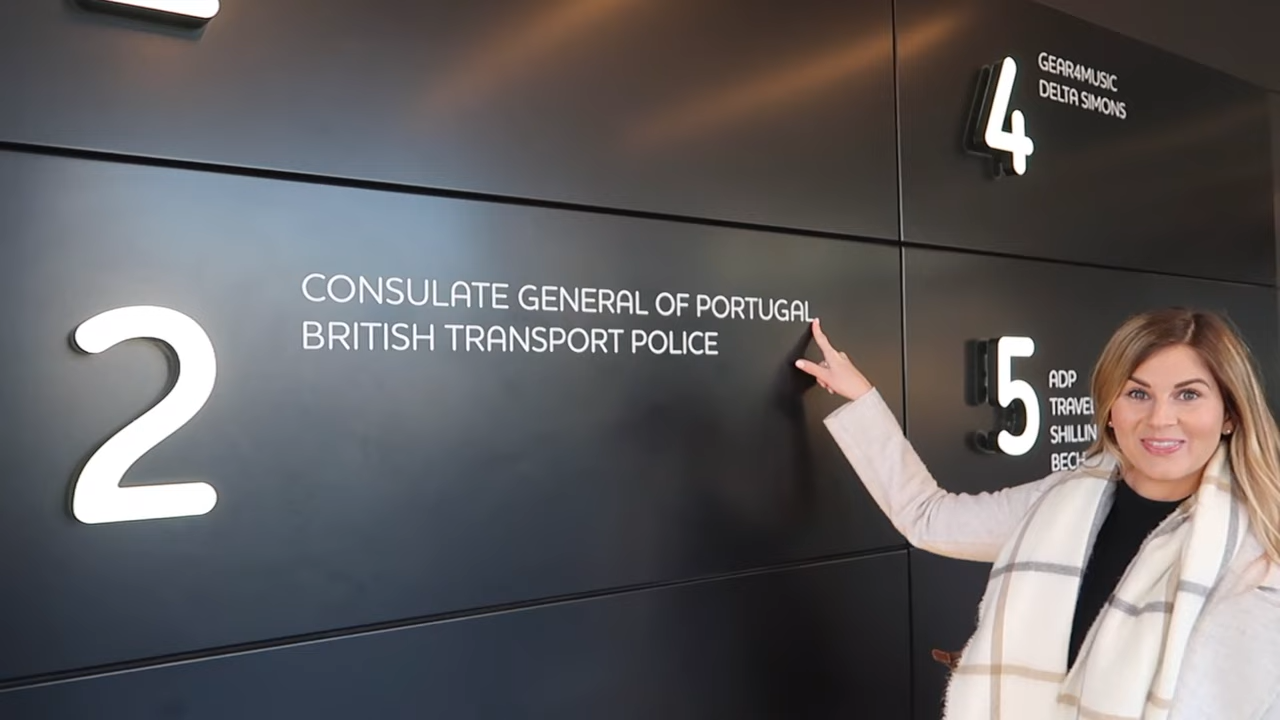 2
CONSULATE GENERAL OF PORTUGAL
BRITISH TRANSPORT POLICE
4
GEAR4MUSIC
DELTA SIMONS
5
ADP